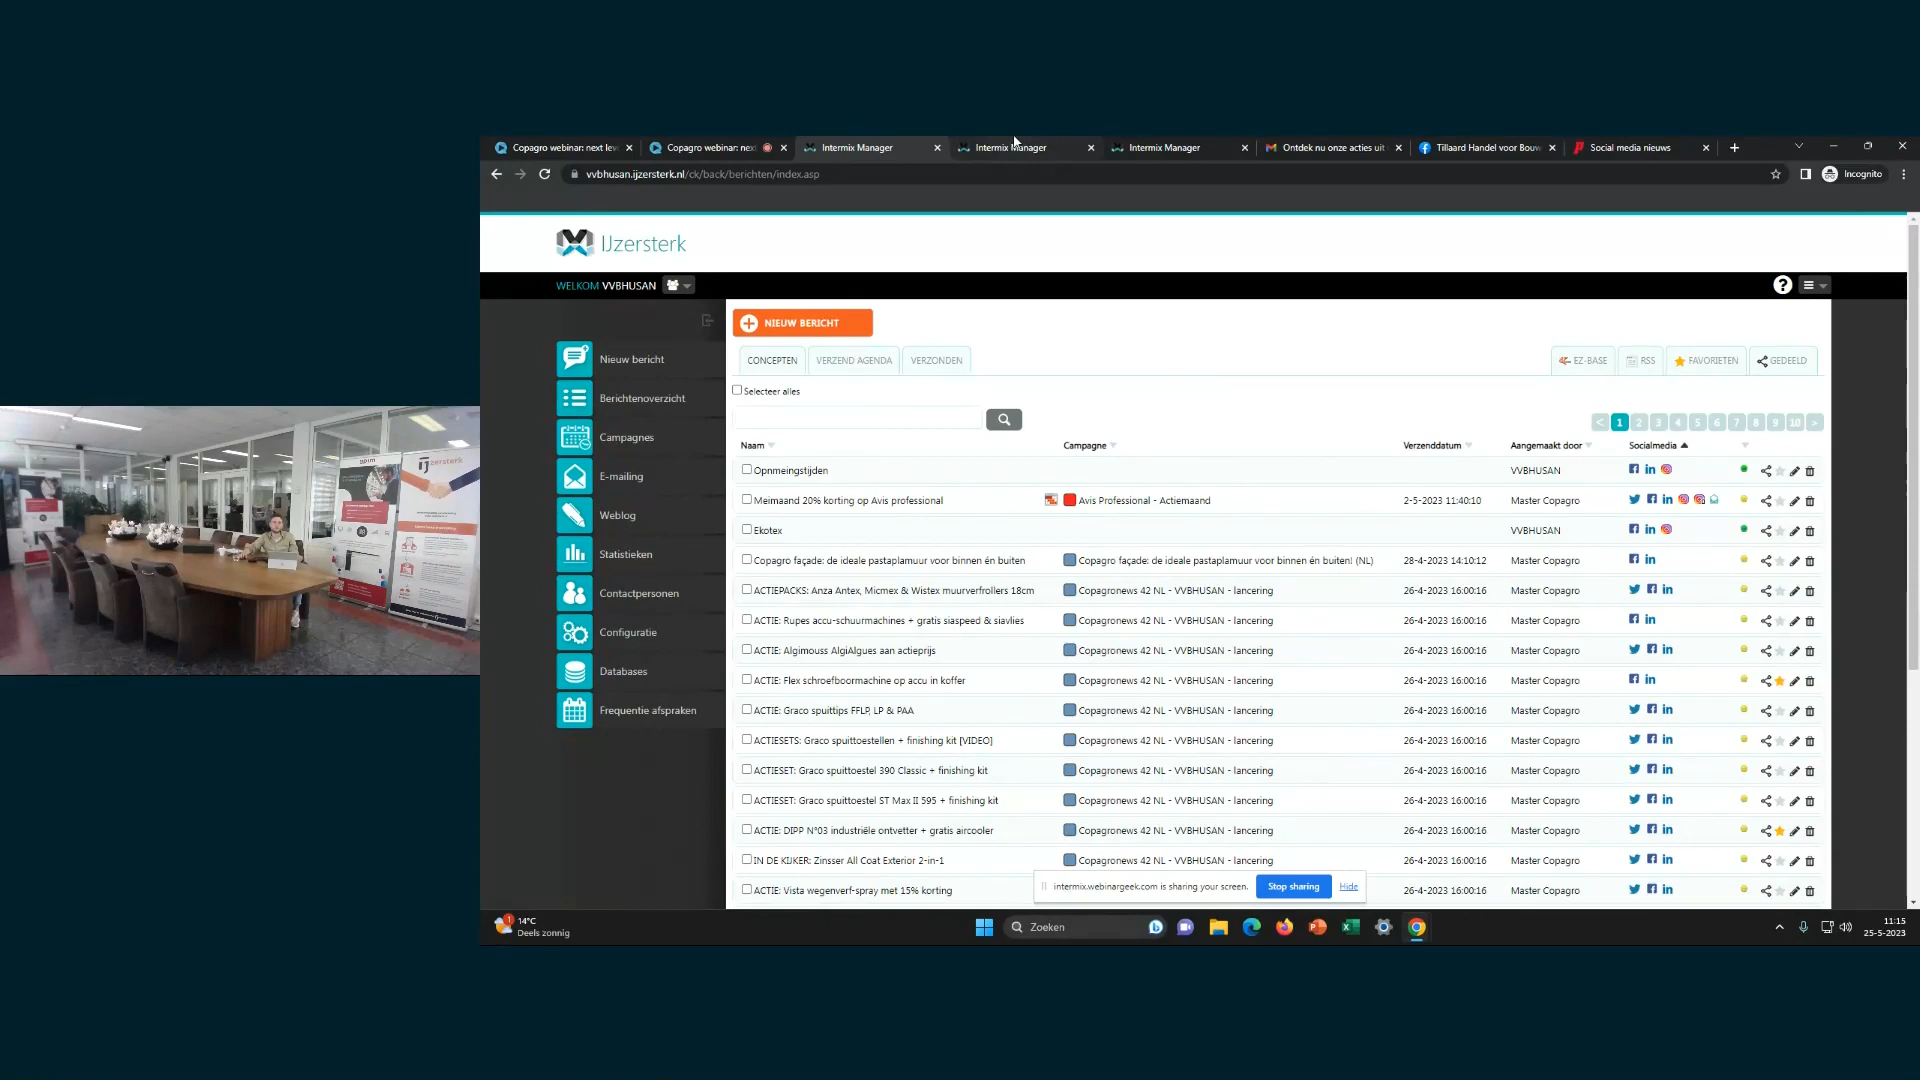 Copagro webinar: next lev
Copagro webinar: nex
Intermix Manager
Intermix Manager
Intermix Manager
Ontdek nu onze acties uit
Tillaard Handel voor Bouw
Social media nieuws
vvbhusan.ijzersterk.nl/ck/back/berichten/index.asp
Incognito
IJzersterk
WELKOM VVBHUSAN
NIEUW BERICHT
Nieuw bericht
Berichtenoverzicht
Campagnes
E-mailing
Weblog
Statistieken
Contactpersonen
Configuratie
Databases
Frequentie afspraken
CONCEPTEN VERZEND AGENDA VERZONDEN
EZ-BASE RSS FAVORIETEN GEDEELD
Selecteer alles
< 1 2 3 4 5 6 7 8 9 10 >
Naam Campagne Verzenddatum Aangemaakt door Socialmedia
Opnmeingstijden VVBHUSAN
Meimaand 20% korting op Avis professional Avis Professional - Actiemaand 2-5-2023 11:40:10 Master Copagro
Ekotex VVBHUSAN
Copagro façade: de ideale pastaplamuur voor binnen én buiten Copagro façade: de ideale pastaplamuur voor binnen én buiten! (NL) 28-4-2023 14:10:12 Master Copagro
ACTIEPACKS: Anza Antex, Micmex & Wistex muurverfrollers 18cm Copagronews 42 NL - VVBHUSAN - lancering 26-4-2023 16:00:16 Master Copagro
ACTIE: Rupes accu-schuurmachines + gratis siaspeed & siavlies Copagronews 42 NL - VVBHUSAN - lancering 26-4-2023 16:00:16 Master Copagro
ACTIE: Algimouss AlgiAlgues aan actieprijs Copagronews 42 NL - VVBHUSAN - lancering 26-4-2023 16:00:16 Master Copagro
ACTIE: Flex schroefboormachine op accu in koffer Copagronews 42 NL - VVBHUSAN - lancering 26-4-2023 16:00:16 Master Copagro
ACTIE: Graco spuittips FFLP, LP & PAA Copagronews 42 NL - VVBHUSAN - lancering 26-4-2023 16:00:16 Master Copagro
ACTIESETS: Graco spuittoestellen + finishing kit [VIDEO] Copagronews 42 NL - VVBHUSAN - lancering 26-4-2023 16:00:16 Master Copagro
ACTIESET: Graco spuittoestel 390 Classic + finishing kit Copagronews 42 NL - VVBHUSAN - lancering 26-4-2023 16:00:16 Master Copagro
ACTIESET: Graco spuittoestel ST Max II 595 + finishing kit Copagronews 42 NL - VVBHUSAN - lancering 26-4-2023 16:00:16 Master Copagro
ACTIE: DIPP N°03 industriële ontvetter + gratis aircooler Copagronews 42 NL - VVBHUSAN - lancering 26-4-2023 16:00:16 Master Copagro
IN DE KIJKER: Zinsser All Coat Exterior 2-in-1 Copagronews 42 NL - VVBHUSAN - lancering 26-4-2023 16:00:16 Master Copagro
ACTIE: Vista wegenverf-spray met 15% korting 26-4-2023 16:00:16 Master Copagro
intermix.webinargeek.com is sharing your screen. Stop sharing Hide
1 14°C
Deels zonnig
Zoeken
11:15
25-5-2023
ijzersterk